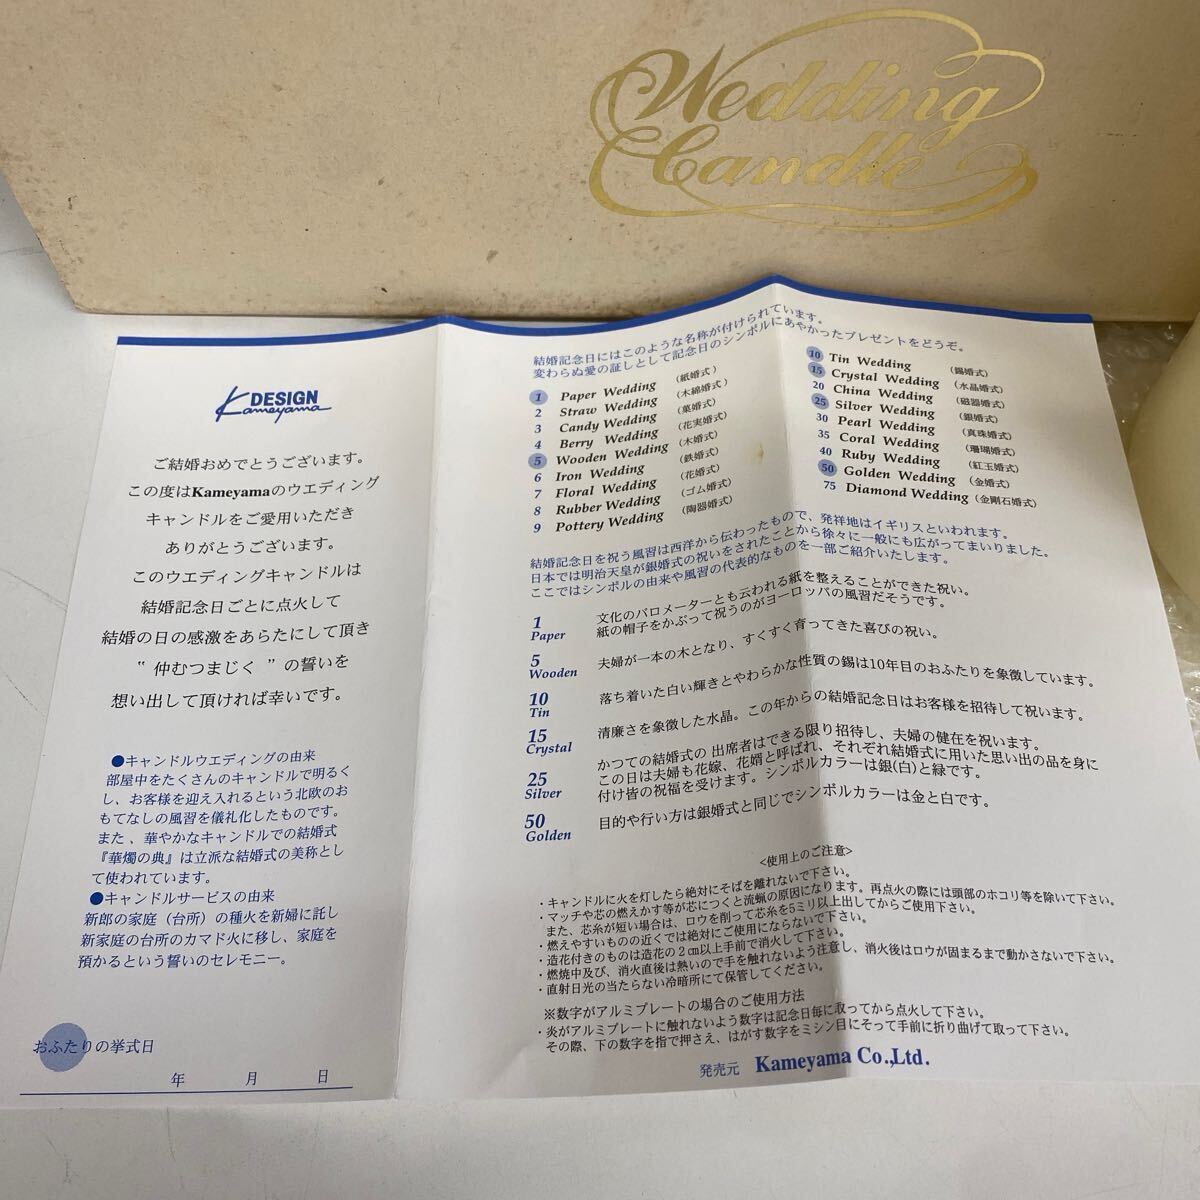 Wedding
Candle
DESIGN
Kameyama
ご結婚おめでとうございます。
この度はKameyamaのウエディング
キャンドルをご愛用いただき
ありがとうございます。
このウエディングキャンドルは
結婚記念日ごとに点火して
結婚の日の感激をあらたにして頂き
“ 仲むつまじく ”の誓いを
想い出して頂ければ幸いです。
●キャンドルウエディングの由来
部屋中をたくさんのキャンドルで明るく
し、お客様を迎え入れるという北欧のお
もてなしの風習を儀礼化したものです。
また、華やかなキャンドルでの結婚式
『華燭の典』は立派な結婚式の美称とし
て使われています。
●キャンドルサービスの由来
新郎の家庭（台所）の種火を新婦に託し
新家庭の台所のカマド火に移し、家庭を
預かるという誓いのセレモニー。
おふたりの挙式日
年 月 日
結婚記念日にはこのような名称が付けられています。
変わらぬ愛の証しとして記念日のシンボルにあやかったプレゼントをどうぞ。
1 Paper Wedding （紙婚式）
2 Straw Wedding （木綿婚式）
3 Candy Wedding （菓婚式）
4 Berry Wedding （花実婚式）
5 Wooden Wedding （木婚式）
6 Iron Wedding （鉄婚式）
7 Floral Wedding （花婚式）
8 Rubber Wedding （ゴム婚式）
9 Pottery Wedding （陶器婚式）
10 Tin Wedding （錫婚式）
15 Crystal Wedding （水晶婚式）
20 China Wedding （磁器婚式）
25 Silver Wedding （銀婚式）
30 Pearl Wedding （真珠婚式）
35 Coral Wedding （珊瑚婚式）
40 Ruby Wedding （紅玉婚式）
50 Golden Wedding （金婚式）
75 Diamond Wedding （金剛石婚式）
結婚記念日を祝う風習は西洋から伝わったもので、発祥地はイギリスといわれます。
日本では明治天皇が銀婚式の祝いをされたことから徐々に一般にも広がってまいりました。
ここではシンボルの由来や風習の代表的なものを一部ご紹介いたします。
1 Paper
文化のバロメーターとも云われる紙を整えることができた祝い。
紙の帽子をかぶって祝うのがヨーロッパの風習だそうです。
5 Wooden
夫婦が一本の木となり、すくすく育ってきた喜びの祝い。
10 Tin
落ち着いた白い輝きとやわらかな性質の錫は10年目のおふたりを象徴しています。
15 Crystal
清廉さを象徴した水晶。この年からの結婚記念日はお客様を招待して祝います。
25 Silver
かつての結婚式の出席者はできる限り招待し、夫婦の健在を祝います。
この日は夫婦も花嫁、花婿と呼ばれ、それぞれ結婚式に用いた思い出の品を身に
付け皆の祝福を受けます。シンボルカラーは銀(白)と緑です。
50 Golden
目的や行い方は銀婚式と同じでシンボルカラーは金と白です。
<使用上のご注意>
・キャンドルに火を灯したら絶対にそばを離れないで下さい。
・マッチや芯の燃えかす等が芯につくと流蝋の原因になります。再点火の際には頭部のホコリ等を除いて下さい。
また、芯糸が短い場合は、ロウを削って芯糸を5ミリ以上出してからご使用下さい。
・燃えやすいものの近くでは絶対にご使用にならないで下さい。
・造花付きのものは造花の2cm以上手前で消火して下さい。
・燃焼中及び、消火直後は熱いので手を触れないよう注意し、消火後はロウが固まるまで動かさないで下さい。
・直射日光の当たらない冷暗所にて保管してください。
※数字がアルミプレートの場合のご使用方法
・炎がアルミプレートに触れないよう数字は記念日毎に取ってから点火して下さい。
その際、下の数字を指で押さえ、はがす数字をミシン目にそって手前に折り曲げて取って下さい。
発売元 Kameyama Co.,Ltd.